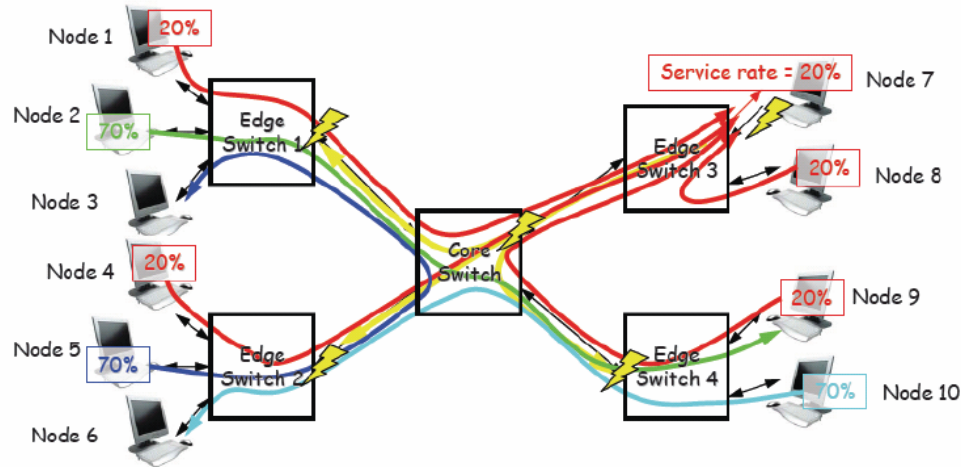 Node 1
20%
Node 2
70%
Node 3
Edge
Switch 1
Service rate = 20%
Node 7
Edge
Switch 3
20%
Node 8
Core
Switch
Node 4
20%
Node 5
70%
Node 6
Edge
Switch 2
20%
Node 9
Edge
Switch 4
70%
Node 10